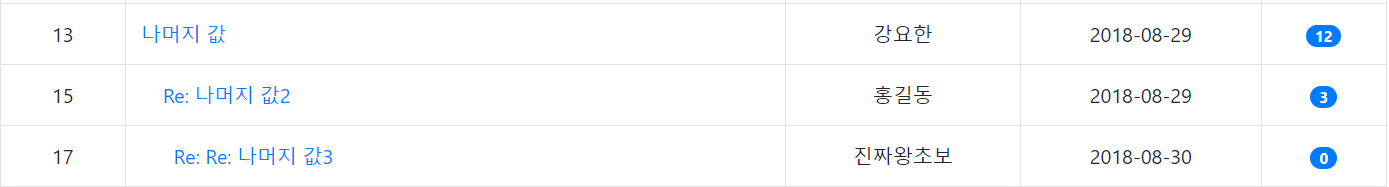 13 나머지 값 강요한 2018-08-29 12
15 Re: 나머지 값2 홍길동 2018-08-29 3
17 Re: Re: 나머지 값3 진짜왕초보 2018-08-30 0